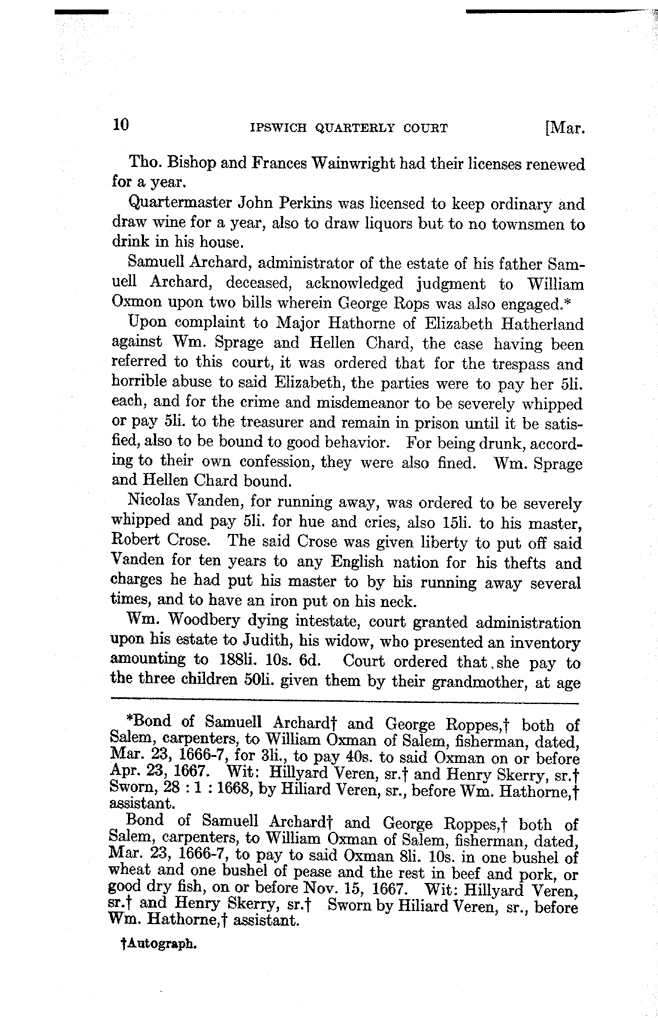 10 IPSWICH QUARTERLY COURT [Mar.
Tho. Bishop and Frances Wainwright had their licenses renewed
for a year.
Quartermaster John Perkins was licensed to keep ordinary and
draw wine for a year, also to draw liquors but to no townsmen to
drink in his house.
Samuell Archard, administrator of the estate of his father Sam-
uell Archard, deceased, acknowledged judgment to William
Oxmon upon two bills wherein George Rops was also engaged.*
Upon complaint to Major Hathorne of Elizabeth Hatherland
against Wm. Sprage and Hellen Chard, the case having been
referred to this court, it was ordered that for the trespass and
horrible abuse to said Elizabeth, the parties were to pay her 5li.
each, and for the crime and misdemeanor to be severely whipped
or pay 5li. to the treasurer and remain in prison until it be satis-
fied, also to be bound to good behavior. For being drunk, accord-
ing to their own confession, they were also fined. Wm. Sprage
and Hellen Chard bound.
Nicolas Vanden, for running away, was ordered to be severely
whipped and pay 5li. for hue and cries, also 15li. to his master,
Robert Crose. The said Crose was given liberty to put off said
Vanden for ten years to any English nation for his thefts and
charges he had put his master to by his running away several
times, and to have an iron put on his neck.
Wm. Woodbery dying intestate, court granted administration
upon his estate to Judith, his widow, who presented an inventory
amounting to 188li. 10s. 6d. Court ordered that she pay to
the three children 50li. given them by their grandmother, at age
*Bond of Samuell Archard† and George Roppes,† both of
Salem, carpenters, to William Oxman of Salem, fisherman, dated,
Mar. 23, 1666-7, for 3li., to pay 40s. to said Oxman on or before
Apr. 23, 1667. Wit: Hillyard Veren, sr.† and Henry Skerry, sr.†
Sworn, 28 : 1 : 1668, by Hiliard Veren, sr., before Wm. Hathorne,†
assistant.
Bond of Samuell Archard† and George Roppes,† both of
Salem, carpenters, to William Oxman of Salem, fisherman, dated,
Mar. 23, 1666-7, to pay to said Oxman 8li. 10s. in one bushel of
wheat and one bushel of pease and the rest in beef and pork, or
good dry fish, on or before Nov. 15, 1667. Wit: Hillyard Veren,
sr.† and Henry Skerry, sr.† Sworn by Hiliard Veren, sr., before
Wm. Hathorne,† assistant.
†Autograph.